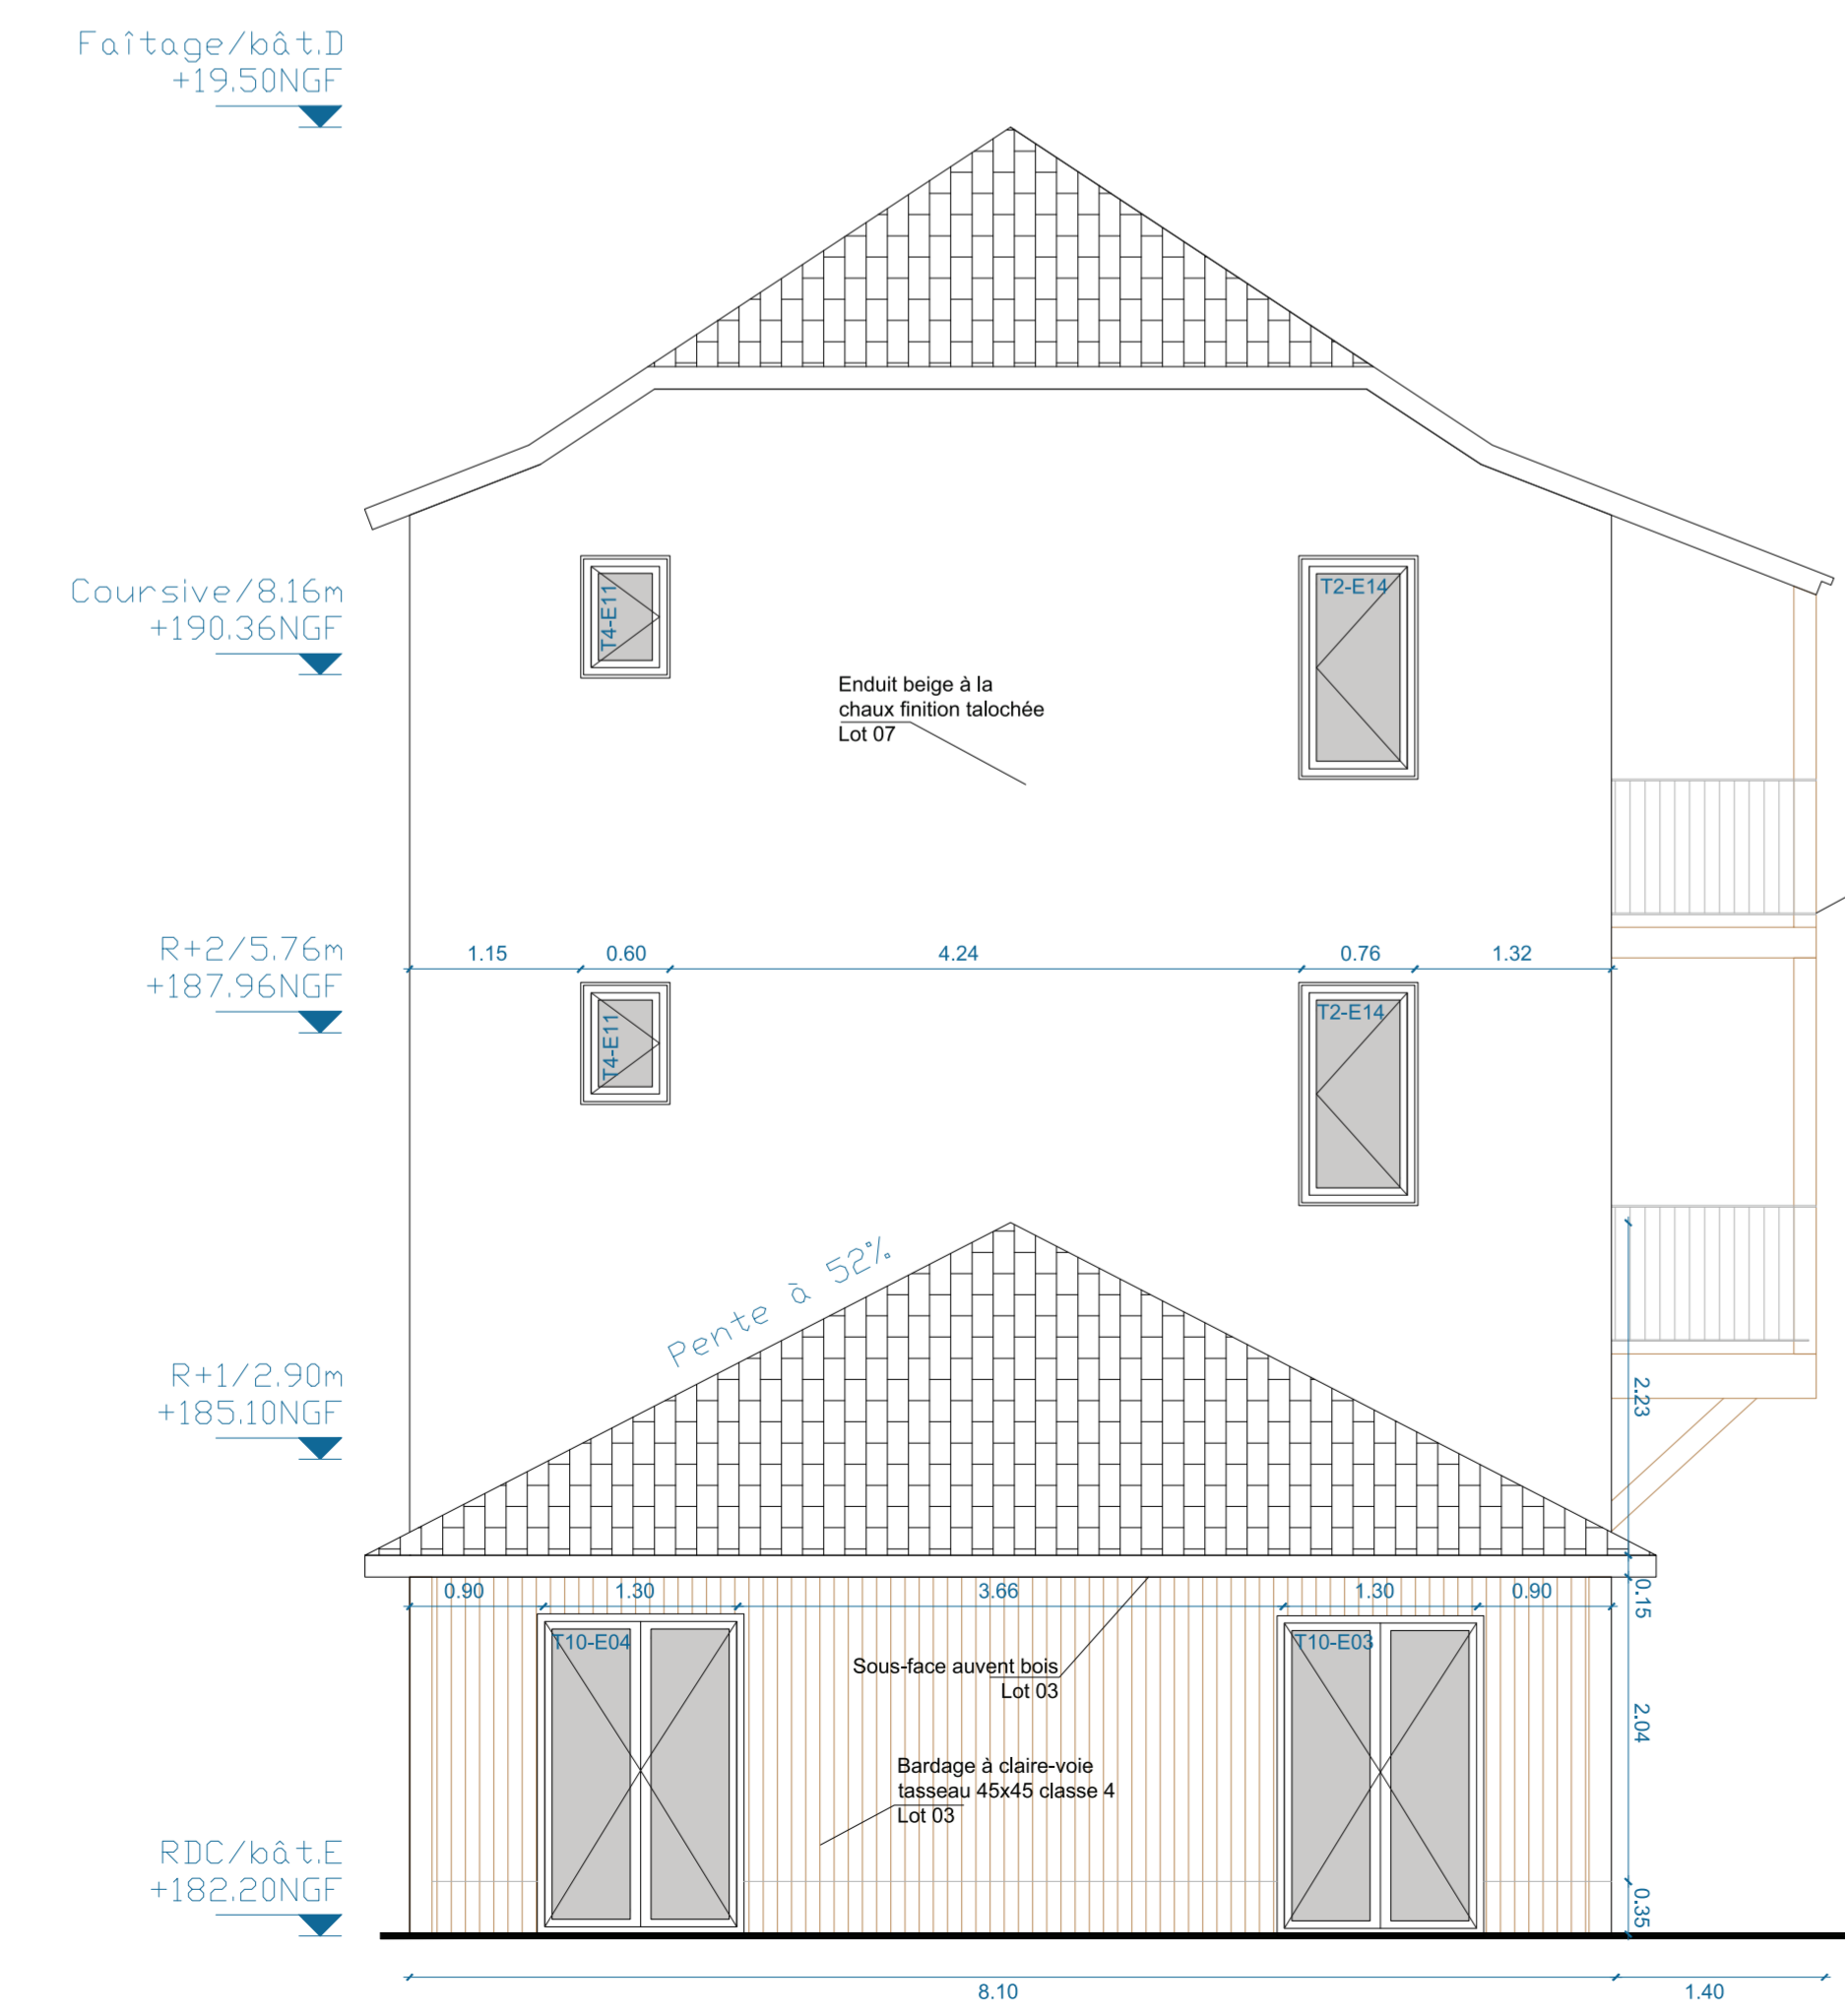 Faîtage/bât.D
+19.50NGF
Coursive/8.16m
+190.36NGF
T4-E11
T2-E14
Enduit beige à la
chaux finition talochée
Lot 07
R+2/5.76m
+187.96NGF
1.15
0.60
4.24
0.76
1.32
T4-E11
T2-E14
Pente à 52%
R+1/2.90m
+185.10NGF
2.23
0.90
1.30
3.66
1.30
0.90
0.15
T10-E04
T10-E03
Sous-face auvent bois
Lot 03
2.04
Bardage à claire-voie
tasseau 45x45 classe 4
Lot 03
RDC/bât.E
+182.20NGF
0.35
8.10
1.40